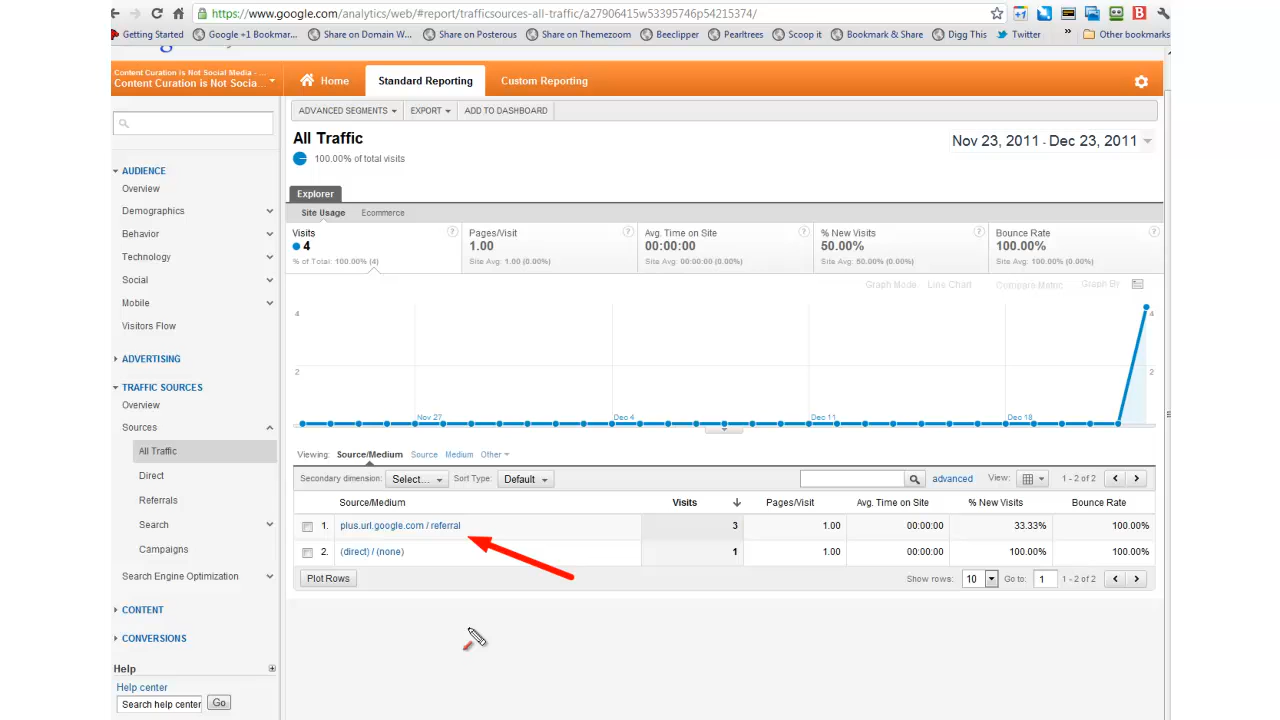 https://www.google.com/analytics/web/#report/trafficsources-all-traffic/a27906415w53395746p54215374/
Getting Started Google +1 Bookmar... Share on Domain W... Share on Posterous Share on Themezoom Beeclipper Pearltrees Scoop it Bookmark & Share Digg This Twitter » Other bookmarks
Content Curation is Not Social Media - ...
Content Curation is Not Socia...
Home Standard Reporting Custom Reporting
ADVANCED SEGMENTS EXPORT ADD TO DASHBOARD
All Traffic
Nov 23, 2011 - Dec 23, 2011
100.00% of total visits
AUDIENCE
Overview
Demographics
Behavior
Technology
Social
Mobile
Visitors Flow
ADVERTISING
TRAFFIC SOURCES
Overview
Sources
All Traffic
Direct
Referrals
Search
Campaigns
Search Engine Optimization
CONTENT
CONVERSIONS
Help
Help center
Search help center Go
Explorer
Site Usage Ecommerce
Visits ?
4
% of Total: 100.00% (4)
Pages/Visit ?
1.00
Site Avg: 1.00 (0.00%)
Avg. Time on Site ?
00:00:00
Site Avg: 00:00:00 (0.00%)
% New Visits ?
50.00%
Site Avg: 50.00% (0.00%)
Bounce Rate ?
100.00%
Site Avg: 100.00% (0.00%)
Graph Mode Line Chart Compare Metric Graph By
4 4
2 2
Nov 27 Dec 4 Dec 11 Dec 18
Viewing: Source/Medium Source Medium Other
Secondary dimension: Select... Sort Type: Default advanced View: 1 - 2 of 2
Source/Medium Visits Pages/Visit Avg. Time on Site % New Visits Bounce Rate
1. plus.url.google.com / referral 3 1.00 00:00:00 33.33% 100.00%
2. (direct) / (none) 1 1.00 00:00:00 100.00% 100.00%
Plot Rows Show rows: 10 Go to: 1 1 - 2 of 2